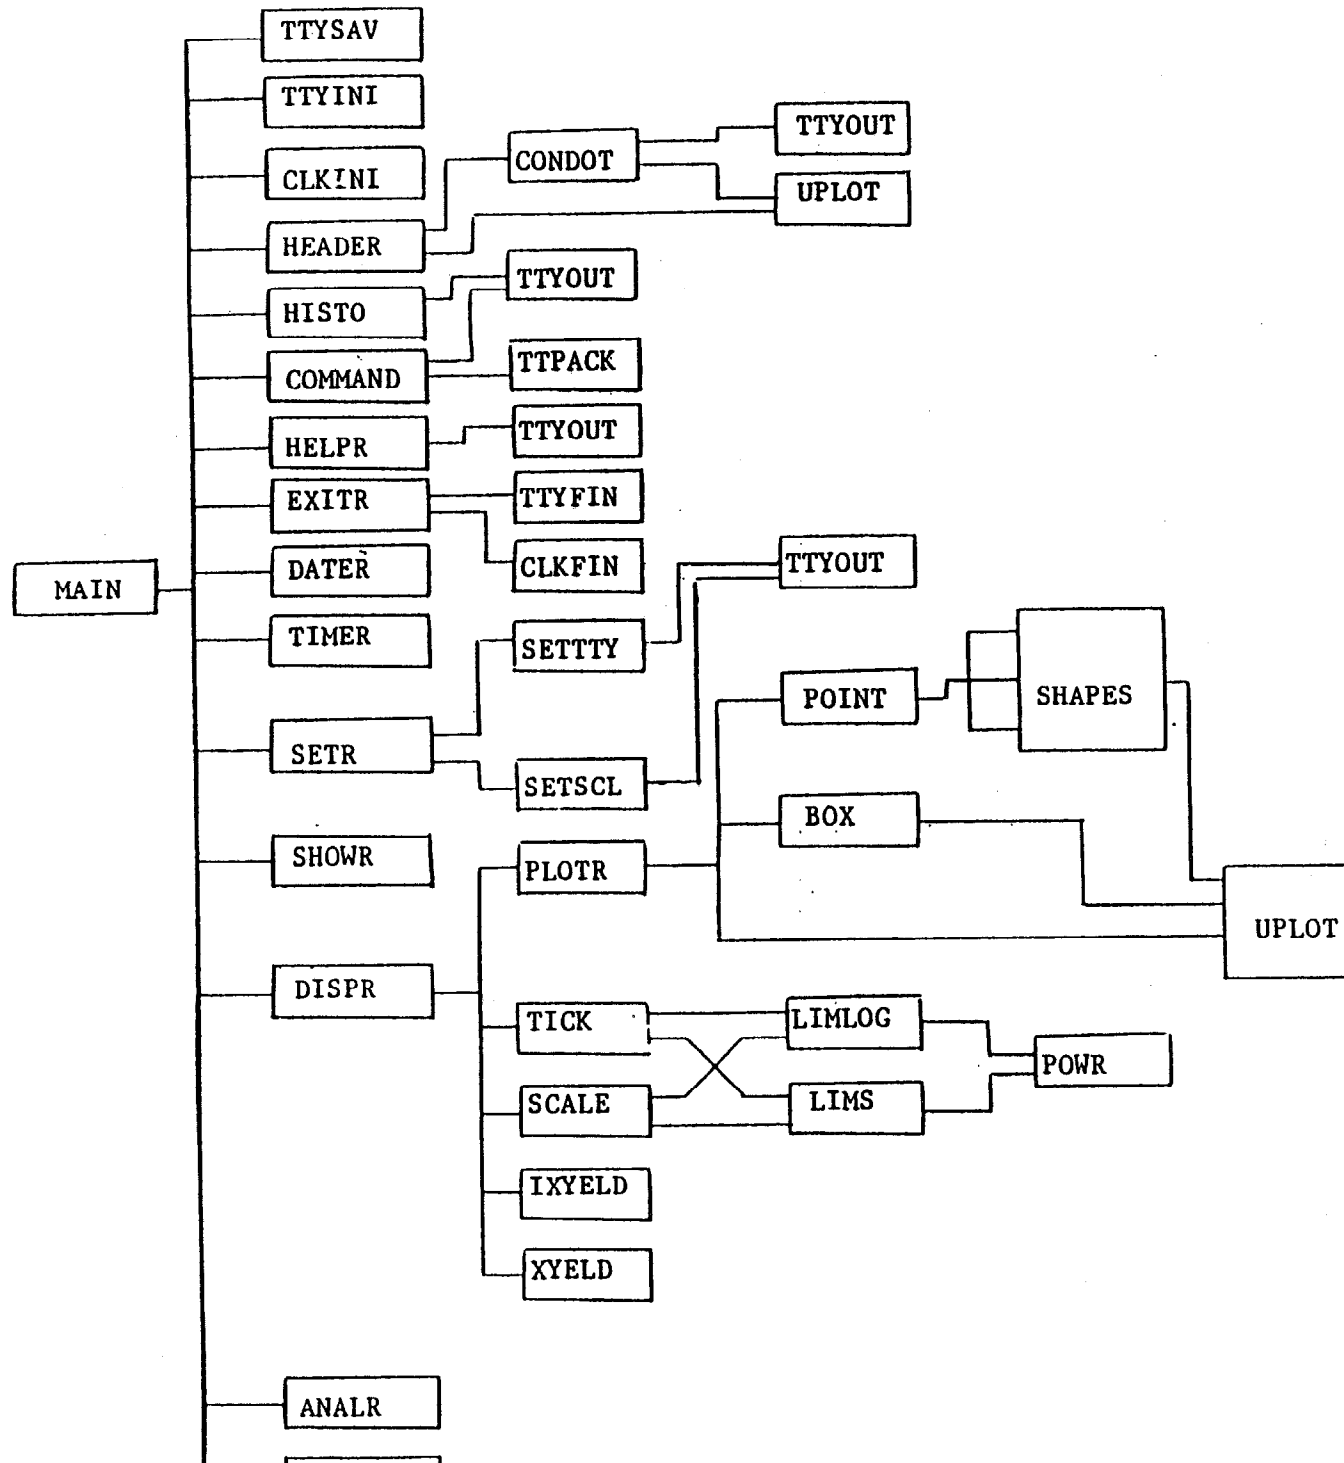 TTYSAV
TTYINI
TTYOUT
CONDOT
CLKINI
UPLOT
HEADER
TTYOUT
HISTO
TTPACK
COMMAND
TTYOUT
HELPR
TTYFIN
EXITR
TTYOUT
CLKFIN
DATER
MAIN
TIMER
SETTTY
POINT
SHAPES
SETR
SETSCL
BOX
SHOWR
PLOTR
UPLOT
DISPR
TICK
LIMLOG
POWR
SCALE
LIMS
IXYELD
XYELD
ANALR